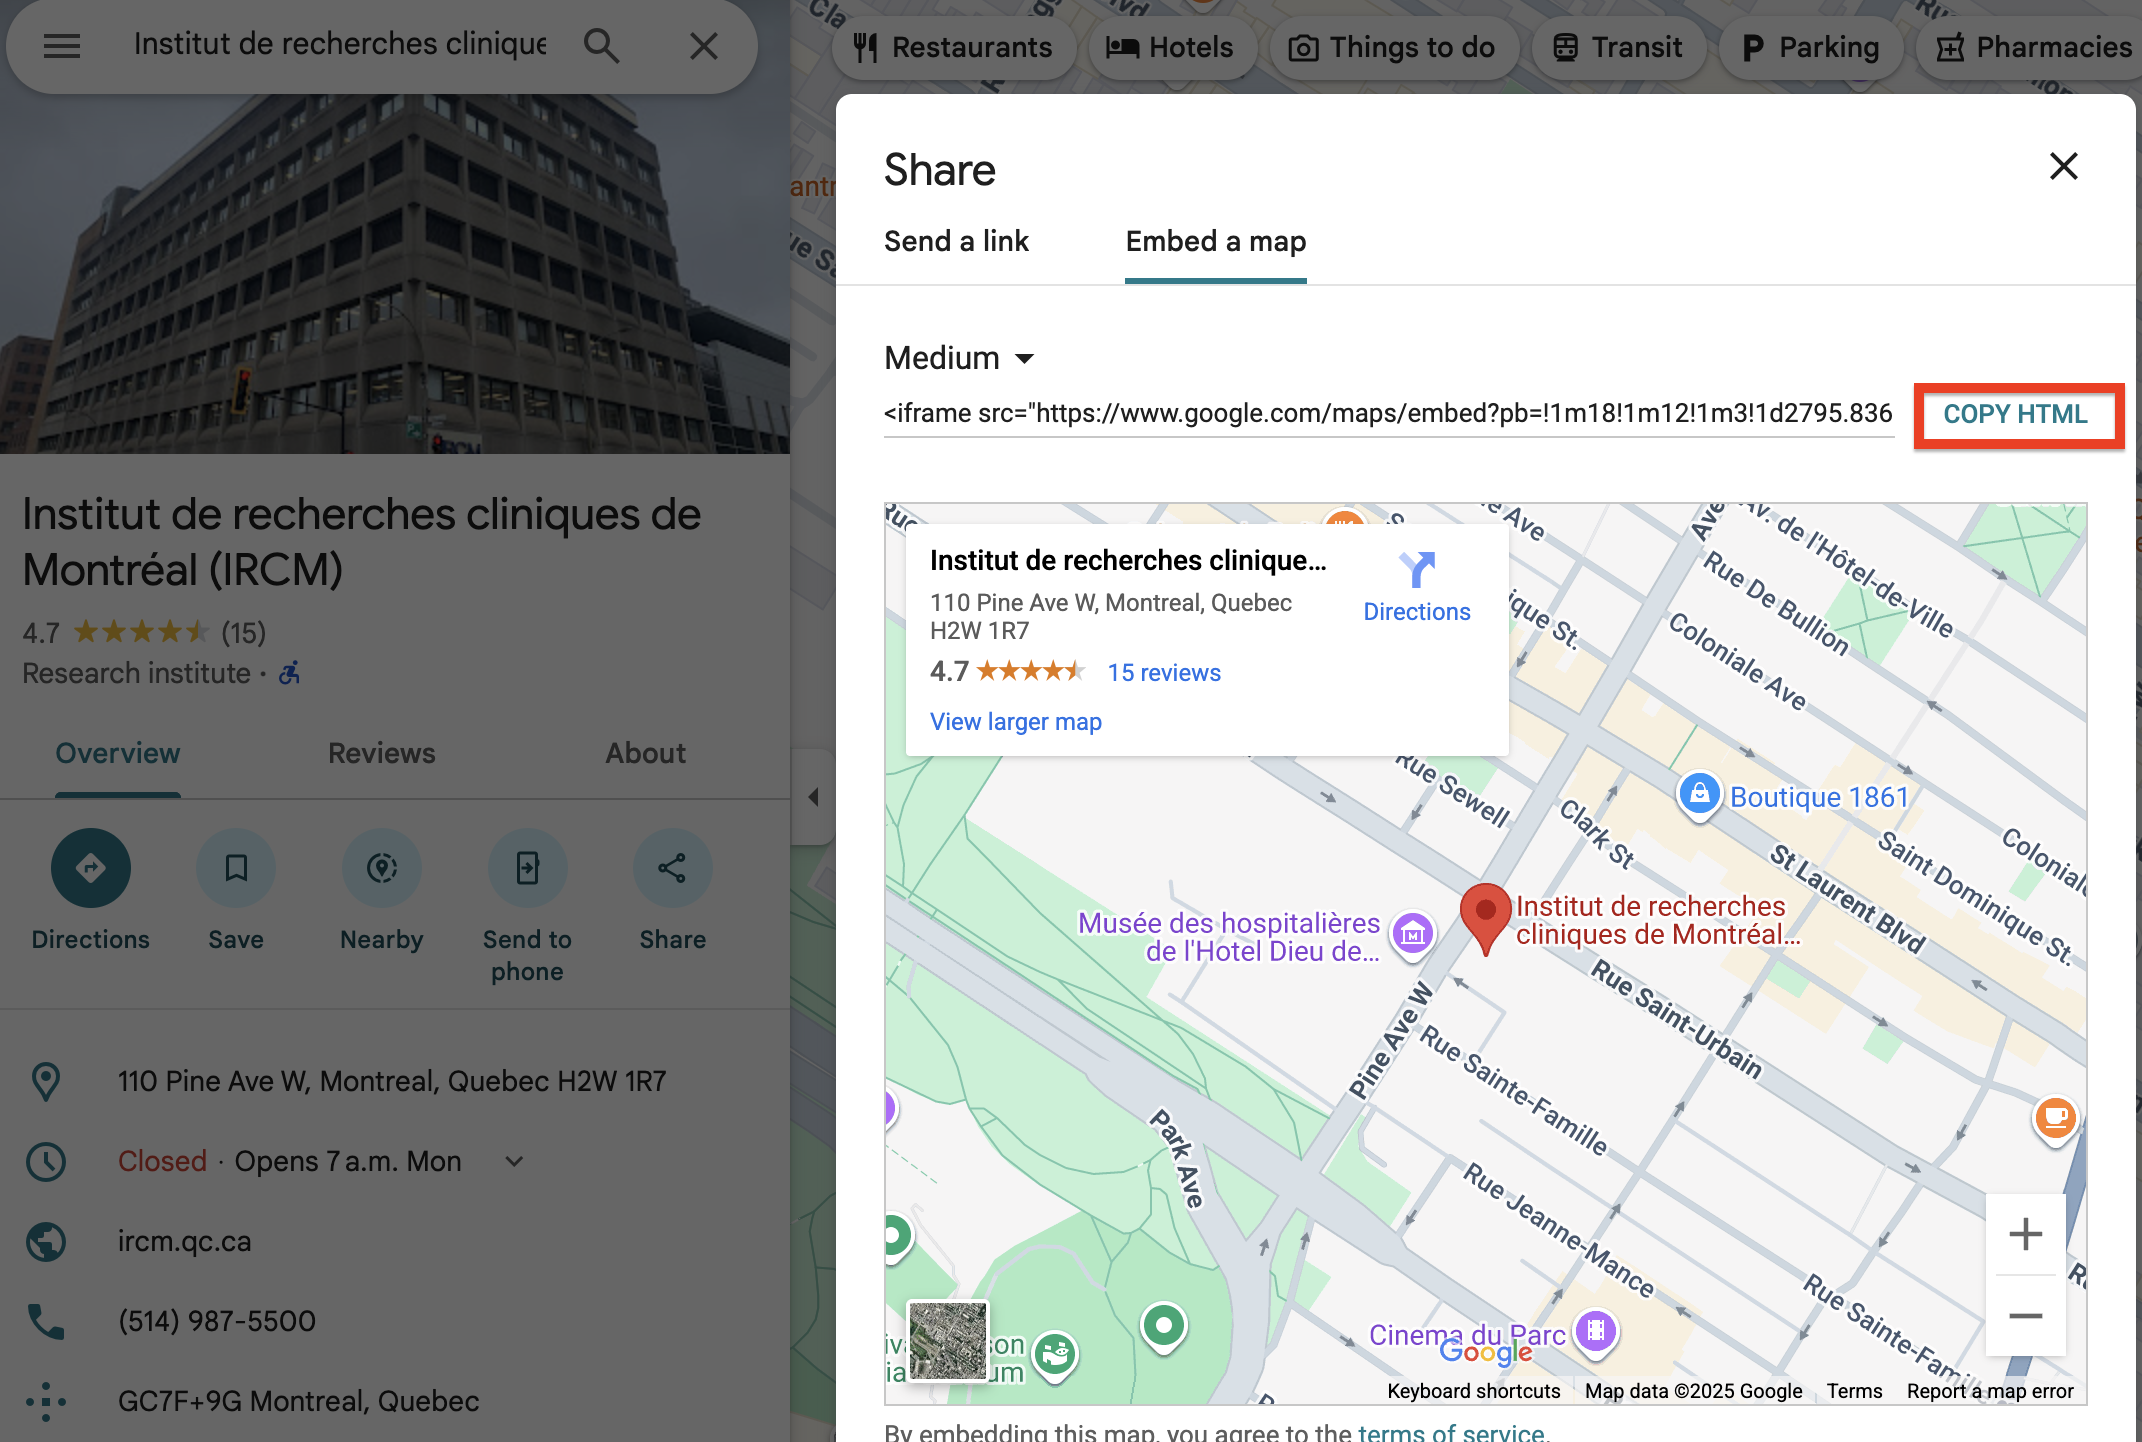 Institut de recherches clinique
Restaurants
Hotels
Things to do
Transit
Parking
Pharmacies
Share
Send a link
Embed a map
Medium
<iframe src="https://www.google.com/maps/embed?pb=!1m18!1m12!1m3!1d2795.836
COPY HTML
Institut de recherches cliniques de
Montréal (IRCM)
4.7
(15)
Research institute ·
Overview
Reviews
About
Directions
Save
Nearby
Send to
phone
Share
110 Pine Ave W, Montreal, Quebec H2W 1R7
Closed · Opens 7 a.m. Mon
ircm.qc.ca
(514) 987-5500
GC7F+9G Montreal, Quebec
Institut de recherches clinique...
110 Pine Ave W, Montreal, Quebec
H2W 1R7
Directions
4.7
15 reviews
View larger map
Av. de l'Hôtel-de-Ville
Rue De Bullion
Coloniale Ave
Rue Sewell
Clark St
Boutique 1861
St Laurent Blvd
Saint Dominique St.
Musée des hospitalières
de l'Hotel Dieu de...
Institut de recherches
cliniques de Montréal...
Rue Saint-Urbain
Pine Ave W
Rue Sainte-Famille
Park Ave
Rue Jeanne-Mance
Rue Sainte-Famille
Cinema du Parc
Google
Keyboard shortcuts
Map data ©2025 Google
Terms
Report a map error
By embedding this map, you agree to the terms of service.